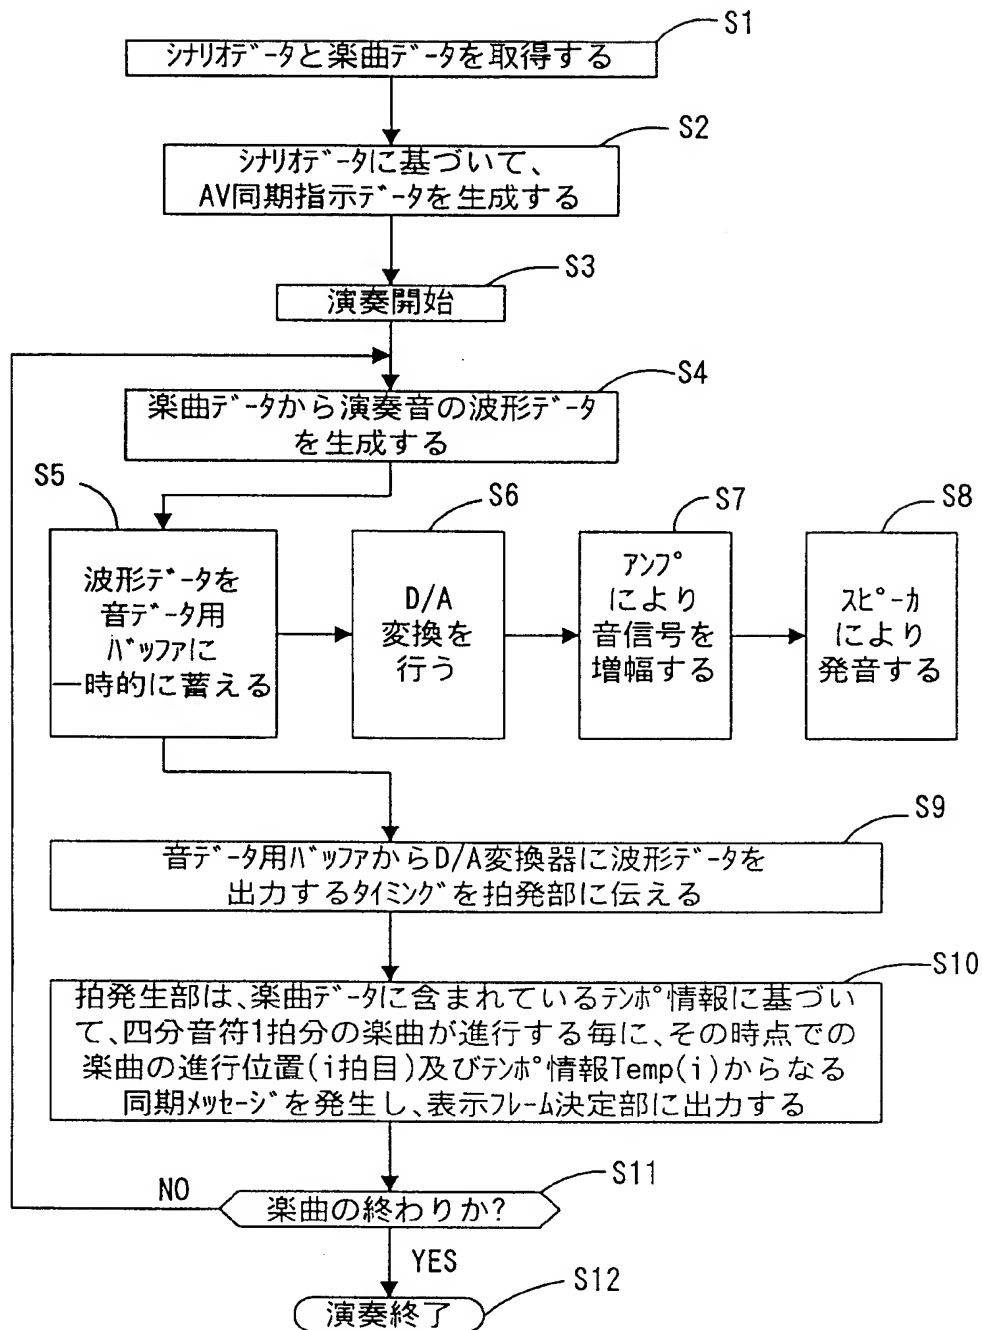 S1
シナリオデータと楽曲データを取得する
S2
シナリオデータに基づいて、
AV同期指示データを生成する
S3
演奏開始
S4
楽曲データから演奏音の波形データ
を生成する
S5
波形データを
音データ用
バッファに
一時的に蓄える
S6
D/A
変換を
行う
S7
アンプ
により
音信号を
増幅する
S8
スピーカ
により
発音する
S9
音データ用バッファからD/A変換器に波形データを
出力するタイミングを拍発部に伝える
S10
拍発生部は、楽曲データに含まれているテンポ情報に基づい
て、四分音符1拍分の楽曲が進行する毎に、その時点での
楽曲の進行位置(i拍目)及びテンポ情報Temp(i)からなる
同期メッセージを発生し、表示フレーム決定部に出力する
S11
NO
楽曲の終わりか?
YES
S12
演奏終了